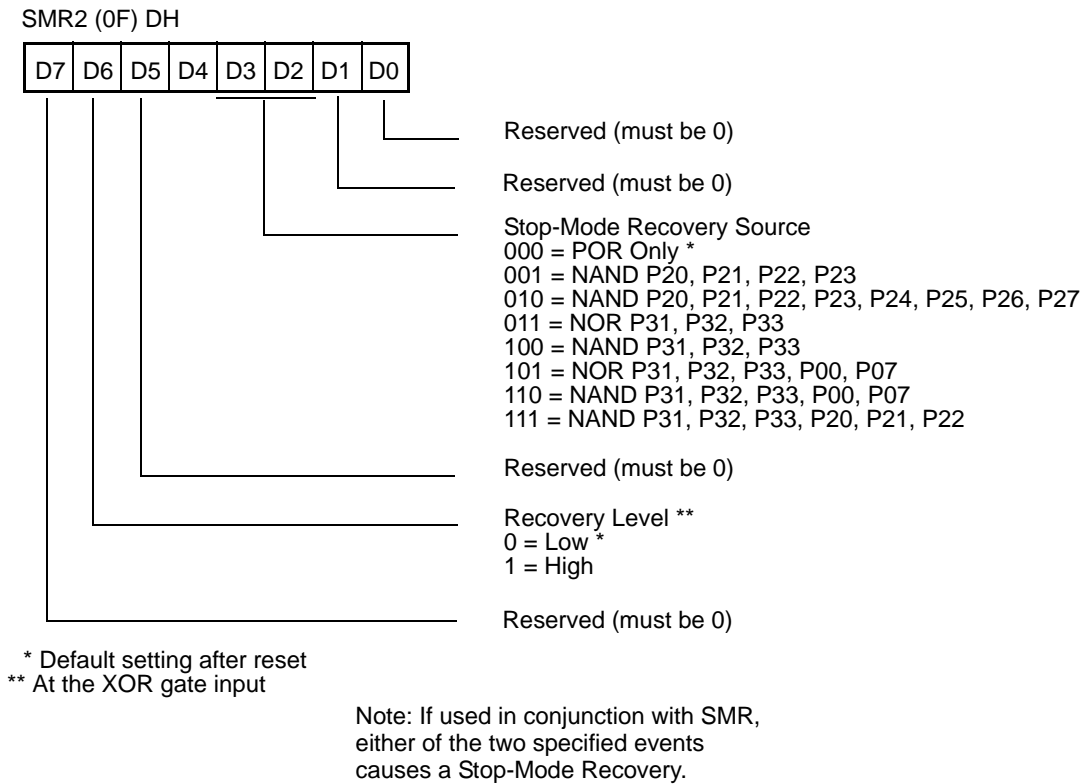 SMR2 (0F) DH
D7 D6 D5 D4 D3 D2 D1 D0
Reserved (must be 0)
Reserved (must be 0)
Stop-Mode Recovery Source
000 = POR Only *
001 = NAND P20, P21, P22, P23
010 = NAND P20, P21, P22, P23, P24, P25, P26, P27
011 = NOR P31, P32, P33
100 = NAND P31, P32, P33
101 = NOR P31, P32, P33, P00, P07
110 = NAND P31, P32, P33, P00, P07
111 = NAND P31, P32, P33, P20, P21, P22
Reserved (must be 0)
Recovery Level **
0 = Low *
1 = High
Reserved (must be 0)
* Default setting after reset
** At the XOR gate input
Note: If used in conjunction with SMR,
either of the two specified events
causes a Stop-Mode Recovery.